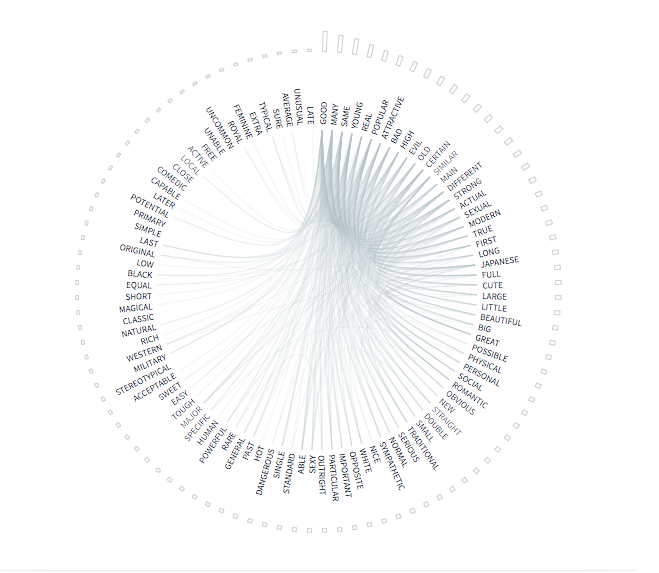 GOOD
MANY
SAME
YOUNG
REAL
POPULAR
ATTRACTIVE
BAD
HIGH
EVIL
OLD
CERTAIN
SIMILAR
MAIN
DIFFERENT
STRONG
ACTUAL
SEXUAL
MODERN
TRUE
FIRST
LONG
JAPANESE
FULL
CUTE
LARGE
LITTLE
BEAUTIFUL
BIG
GREAT
POSSIBLE
PHYSICAL
PERSONAL
SOCIAL
ROMANTIC
OBVIOUS
NEW
STRAIGHT
DOUBLE
SMALL
TRADITIONAL
SERIOUS
NORMAL
SYMPATHETIC
NICE
WHITE
OPPOSITE
IMPORTANT
PARTICULAR
OUTRIGHT
SEXY
ABLE
STANDARD
SINGLE
DANGEROUS
HOT
PAST
GENERAL
RARE
POWERFUL
HUMAN
SPECIFIC
MAJOR
TOUGH
EASY
SWEET
ACCEPTABLE
STEREOTYPICAL
MILITARY
WESTERN
RICH
NATURAL
CLASSIC
MAGICAL
SHORT
EQUAL
BLACK
LOW
ORIGINAL
LAST
SIMPLE
PRIMARY
POTENTIAL
LATER
CAPABLE
COMEDIC
CLOSE
LOCAL
ACTIVE
FREE
UNABLE
UNCOMMON
ROYAL
FEMININE
EXTRA
TYPICAL
SURE
AVERAGE
UNUSUAL
LATE